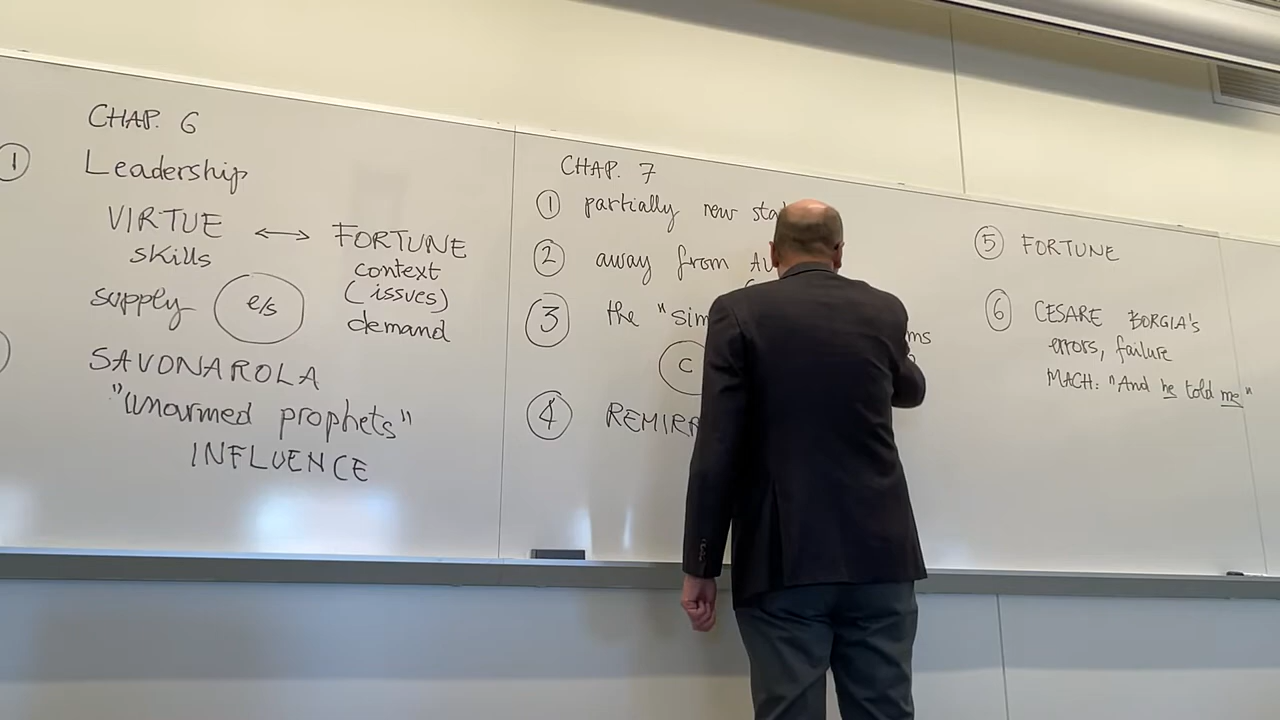 CHAP. 6
① Leadership
VIRTUE ↔ FORTUNE
skills context
(issues)
supply e/s demand
SAVONAROLA
"unarmed prophets"
INFLUENCE
CHAP. 7
① partially new
② away from
③ the
C
④
⑤ FORTUNE
⑥ CESARE BORGIA's
errors, failure
MACH: "And he told me"